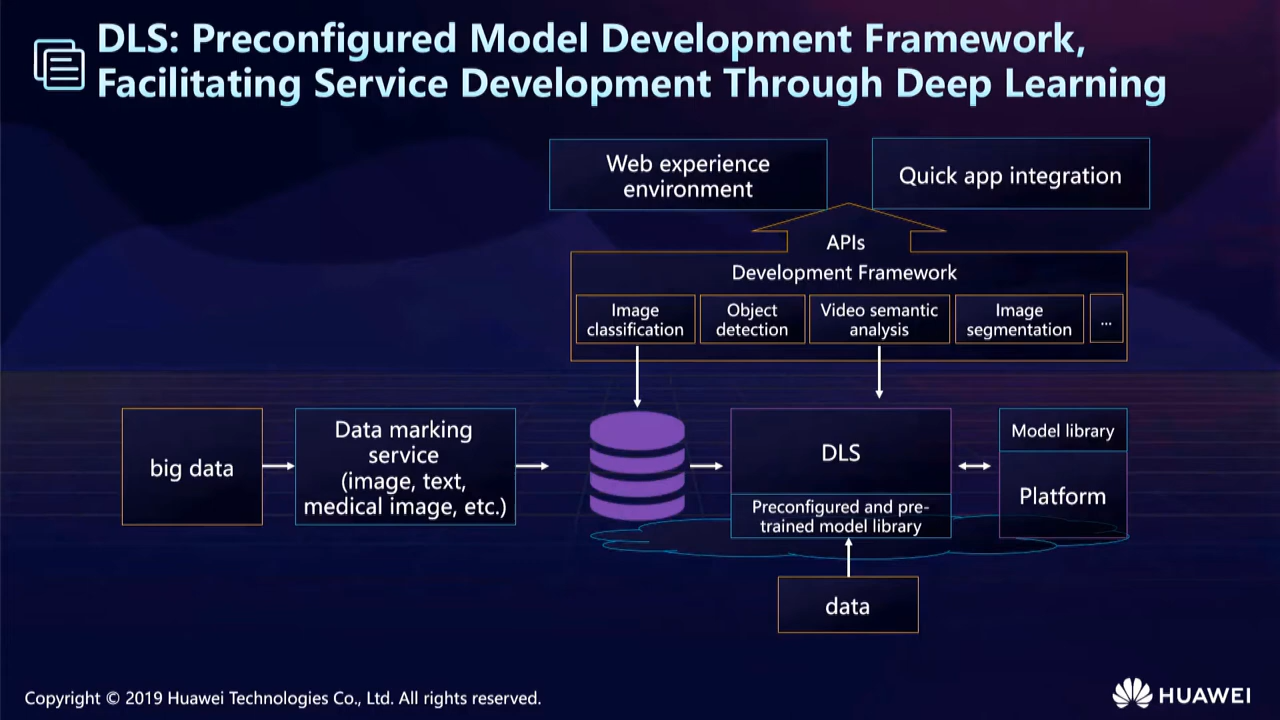 DLS: Preconfigured Model Development Framework,
Facilitating Service Development Through Deep Learning
Web experience
environment
Quick app integration
APIs
Development Framework
Image
classification
Object
detection
Video semantic
analysis
Image
segmentation
...
big data
Data marking
service
(image, text,
medical image, etc.)
DLS
Preconfigured and pre-
trained model library
Model library
Platform
data
Copyright © 2019 Huawei Technologies Co., Ltd. All rights reserved.
HUAWEI